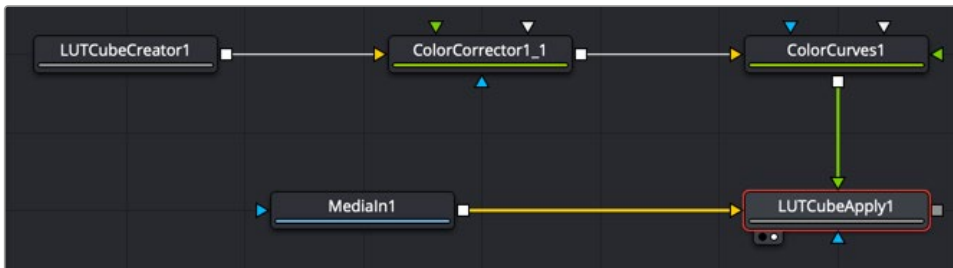 LUTCubeCreator1
ColorCorrector1_1
ColorCurves1
MediaIn1
LUTCubeApply1